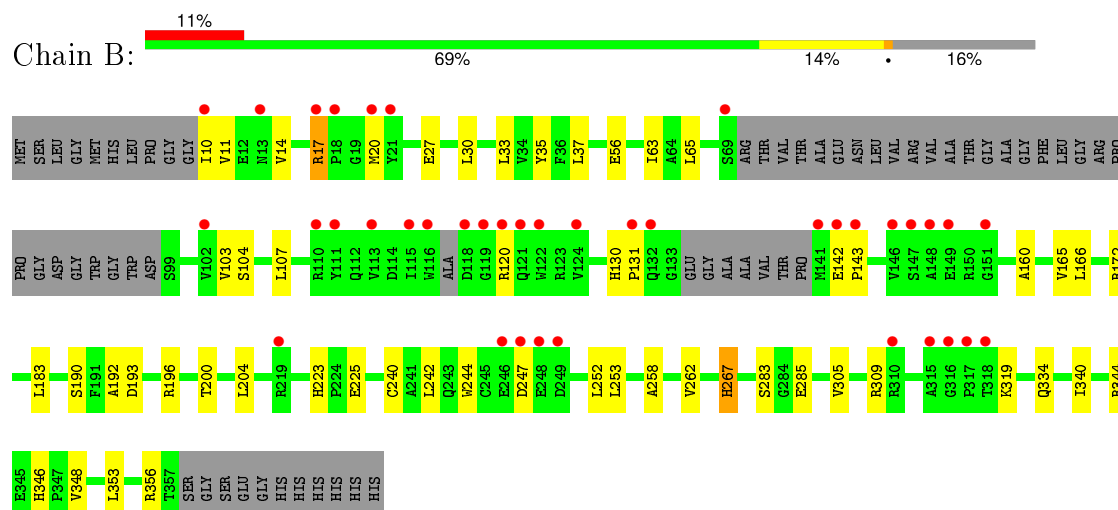 11%
Chain B:
69% 14% • 16%
MET SER LEU GLY MET HIS LEU PRO GLY GLY I10 V11 E12 N13 V14 R17 P18 G19 M20 Y21 E27 L30 L33 V34 Y35 F36 L37 E56 I63 A64 L65 S69 ARG THR VAL THR ALA GLU ASN LEU VAL ARG VAL ALA THR GLY ALA GLY PHE LEU GLY ARG PRO
PRO GLY ASP GLY TRP GLY TRP ASP S99 V102 V103 S104 L107 R110 Y111 Q112 V113 D114 I115 W116 ALA D118 G119 R120 Q121 W122 R123 V124 H130 P131 Q132 G133 GLU GLY ALA ALA VAL THR PRO M141 E142 P143 V146 S147 A148 E149 R150 G151 A160 V165 L166 R172
L183 S190 F191 A192 D193 R196 T200 L204 R219 H223 P224 E225 C240 A241 L242 Q243 W244 C245 E246 D247 E248 D249 L252 L253 A258 V262 H267 S283 G284 E285 V305 R309 R310 A315 G316 P317 T318 K319 Q334 I340
E345 H346 P347 V348 L353 R356 T357 SER GLY SER GLU GLY HIS HIS HIS HIS HIS HIS